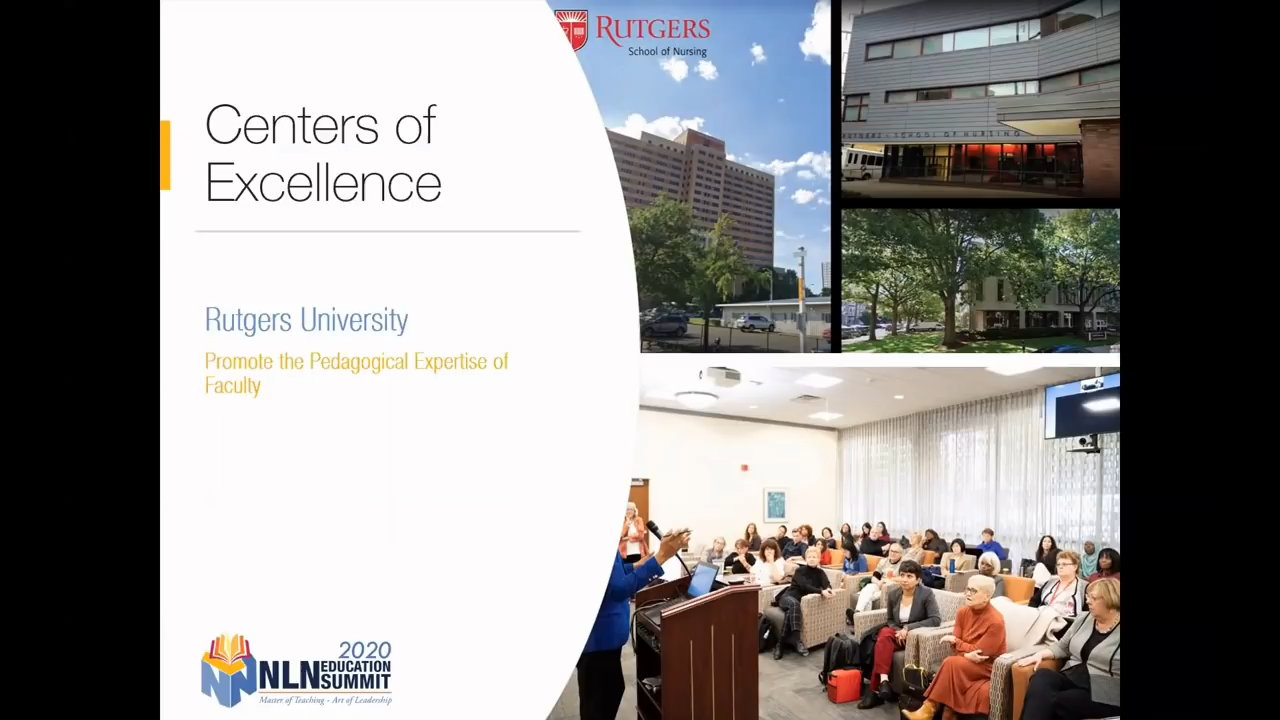 Centers of
Excellence
Rutgers University
Promote the Pedagogical Expertise of
Faculty
2020
NLN EDUCATION
SUMMIT
Master of Teaching - Art of Leadership
RUTGERS
School of Nursing
RUTGERS - SCHOOL OF NURSING